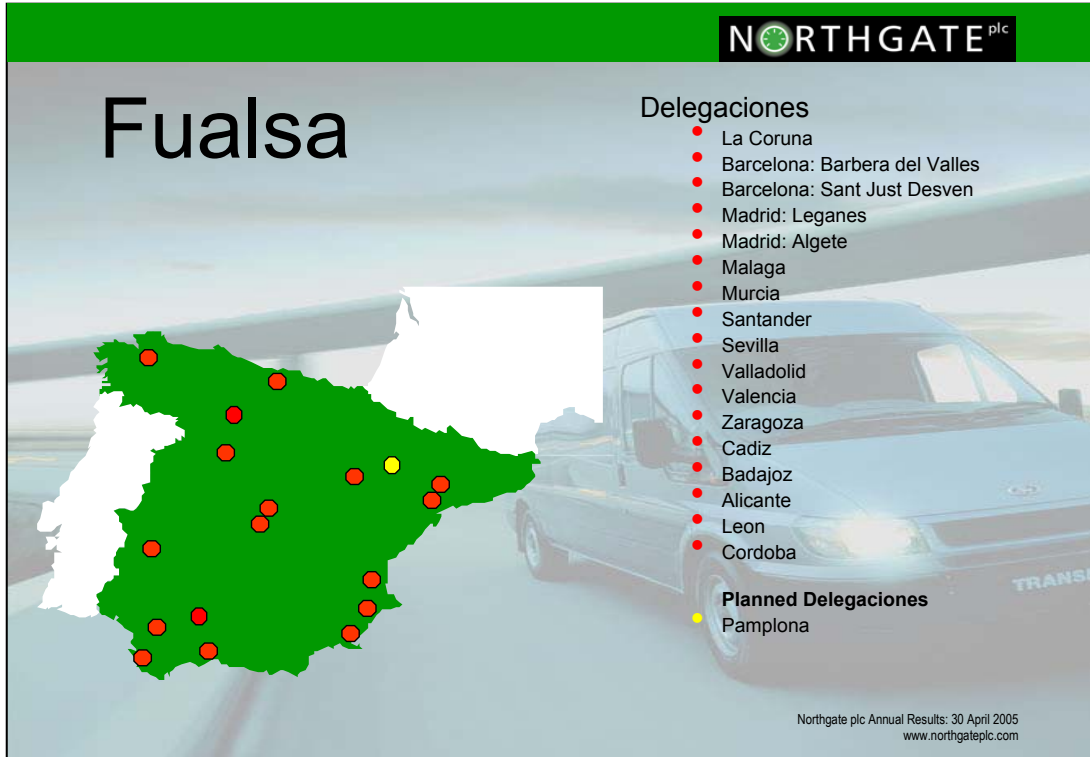 NORTHGATE plc
Fualsa
Delegaciones
La Coruna
Barcelona: Barbera del Valles
Barcelona: Sant Just Desven
Madrid: Leganes
Madrid: Algete
Malaga
Murcia
Santander
Sevilla
Valladolid
Valencia
Zaragoza
Cadiz
Badajoz
Alicante
Leon
Cordoba
Planned Delegaciones
Pamplona
TRANS
Northgate plc Annual Results: 30 April 2005
www.northgateplc.com